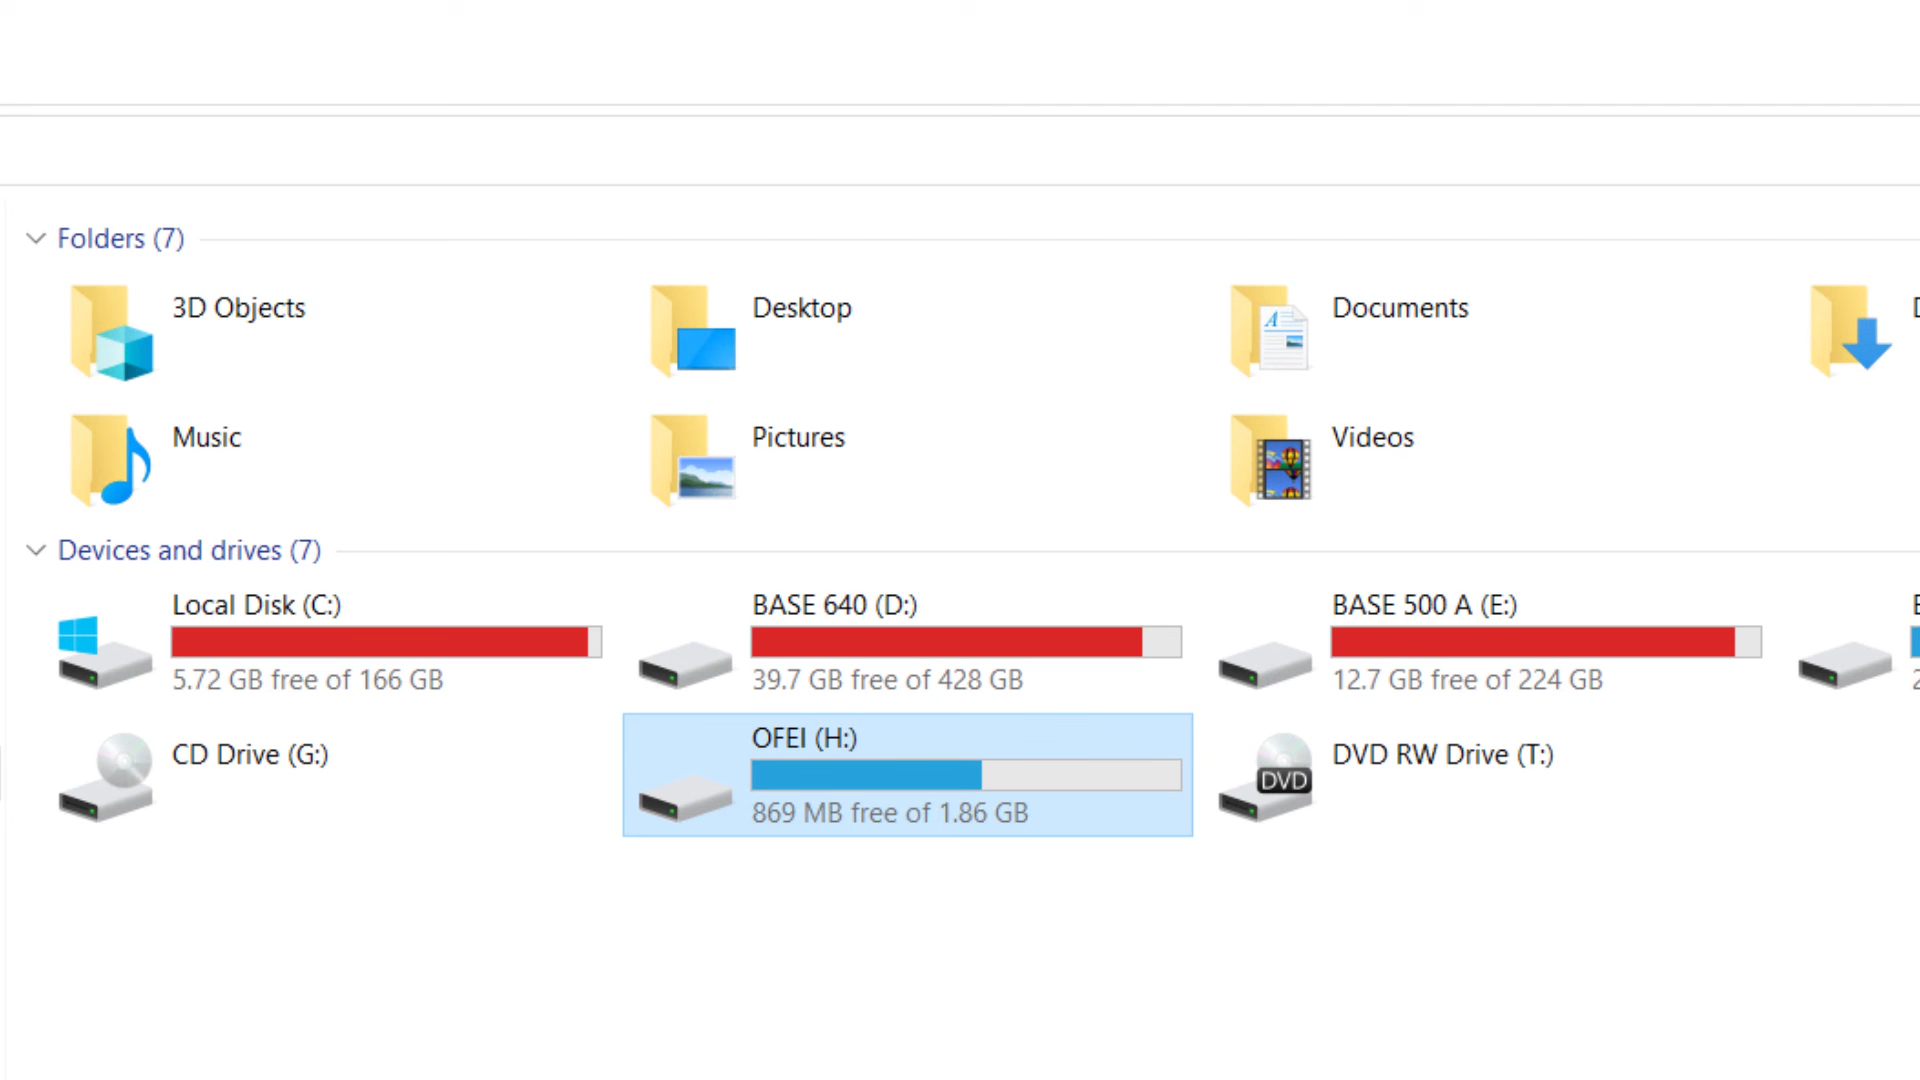 Folders (7)
3D Objects
Desktop
Documents
Music
Pictures
Videos
Devices and drives (7)
Local Disk (C:)
5.72 GB free of 166 GB
BASE 640 (D:)
39.7 GB free of 428 GB
BASE 500 A (E:)
12.7 GB free of 224 GB
CD Drive (G:)
OFEI (H:)
869 MB free of 1.86 GB
DVD RW Drive (T:)
DVD